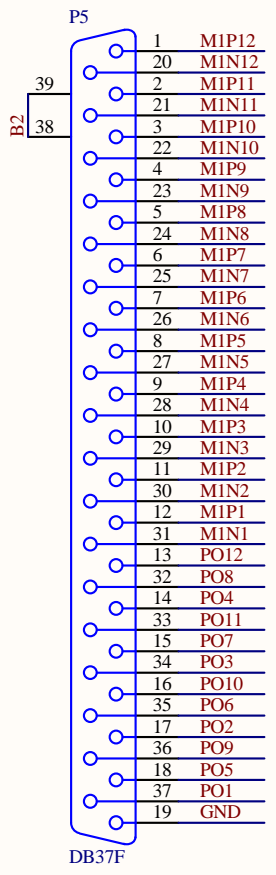 P5
1 M1P12
20 M1N12
39
2 M1P11
21 M1N11
B2
38
3 M1P10
22 M1N10
4 M1P9
23 M1N9
5 M1P8
24 M1N8
6 M1P7
25 M1N7
7 M1P6
26 M1N6
8 M1P5
27 M1N5
9 M1P4
28 M1N4
10 M1P3
29 M1N3
11 M1P2
30 M1N2
12 M1P1
31 M1N1
13 PO12
32 PO8
14 PO4
33 PO11
15 PO7
34 PO3
16 PO10
35 PO6
17 PO2
36 PO9
18 PO5
37 PO1
19 GND
DB37F